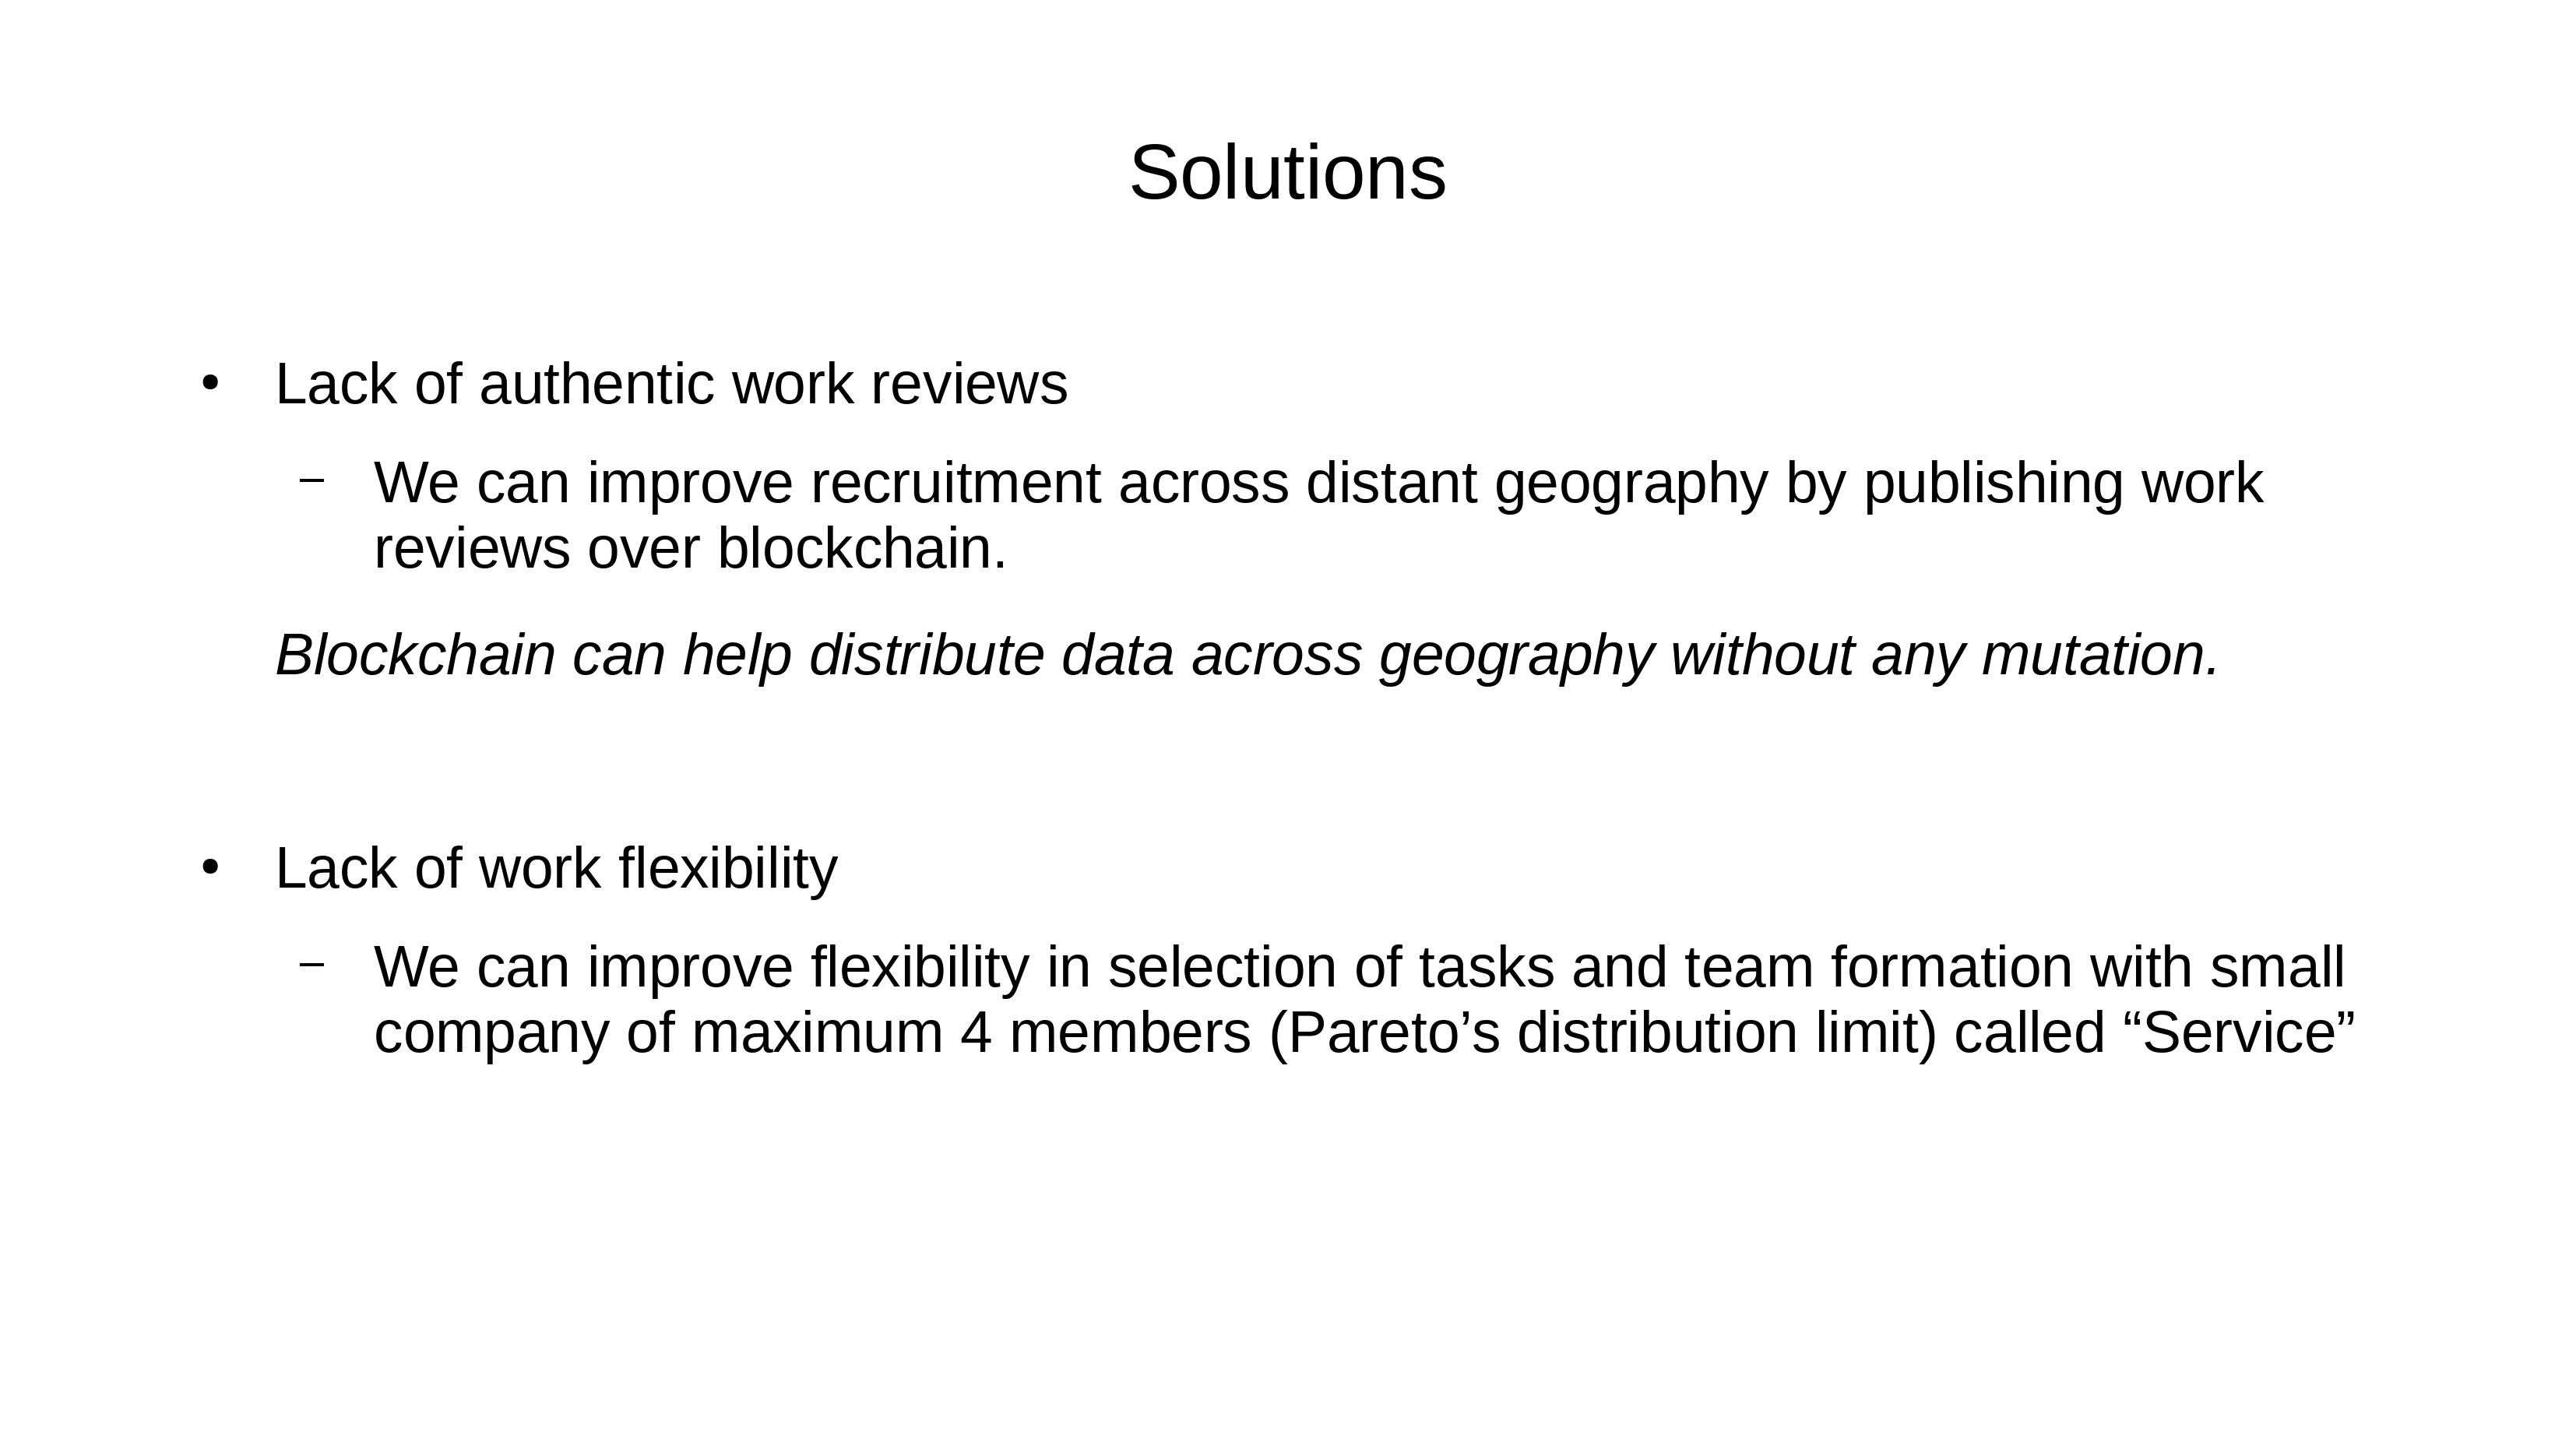 Solutions
• Lack of authentic work reviews
– We can improve recruitment across distant geography by publishing work
reviews over blockchain.
Blockchain can help distribute data across geography without any mutation.
• Lack of work flexibility
– We can improve flexibility in selection of tasks and team formation with small
company of maximum 4 members (Pareto’s distribution limit) called “Service”